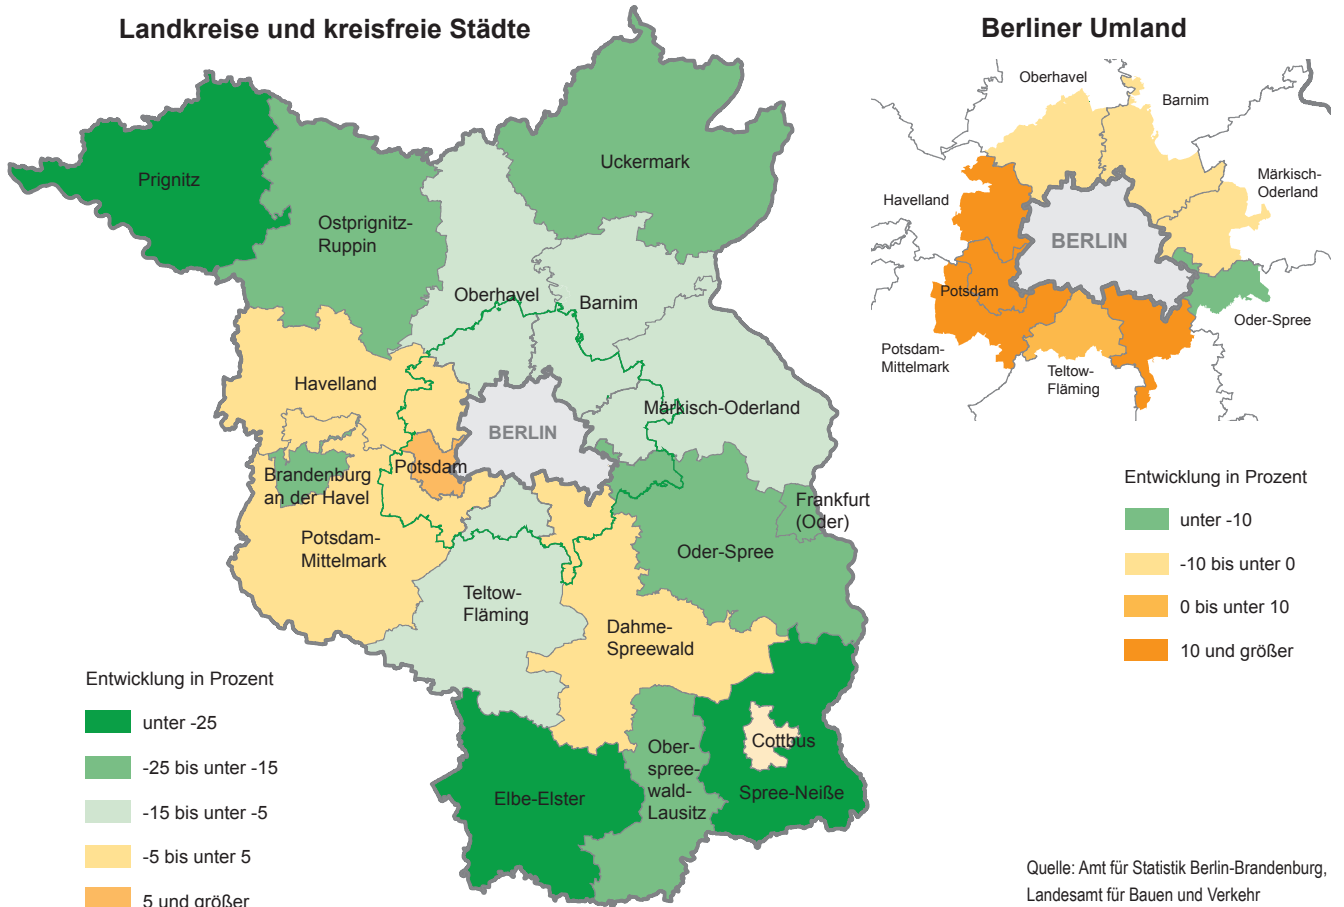 Landkreise und kreisfreie Städte
Prignitz
Ostprignitz-
Ruppin
Uckermark
Oberhavel
Barnim
Havelland
Märkisch-Oderland
BERLIN
Potsdam
Brandenburg
an der Havel
Frankfurt
(Oder)
Potsdam-
Mittelmark
Oder-Spree
Teltow-
Fläming
Dahme-
Spreewald
Cottbus
Ober-
spree-
wald-
Lausitz
Elbe-Elster
Spree-Neiße
Entwicklung in Prozent
unter -25
-25 bis unter -15
-15 bis unter -5
-5 bis unter 5
5 und größer
Berliner Umland
Oberhavel
Barnim
Märkisch-
Oderland
Havelland
BERLIN
Potsdam
Oder-Spree
Potsdam-
Mittelmark
Teltow-
Fläming
Entwicklung in Prozent
unter -10
-10 bis unter 0
0 bis unter 10
10 und größer
Quelle: Amt für Statistik Berlin-Brandenburg,
Landesamt für Bauen und Verkehr